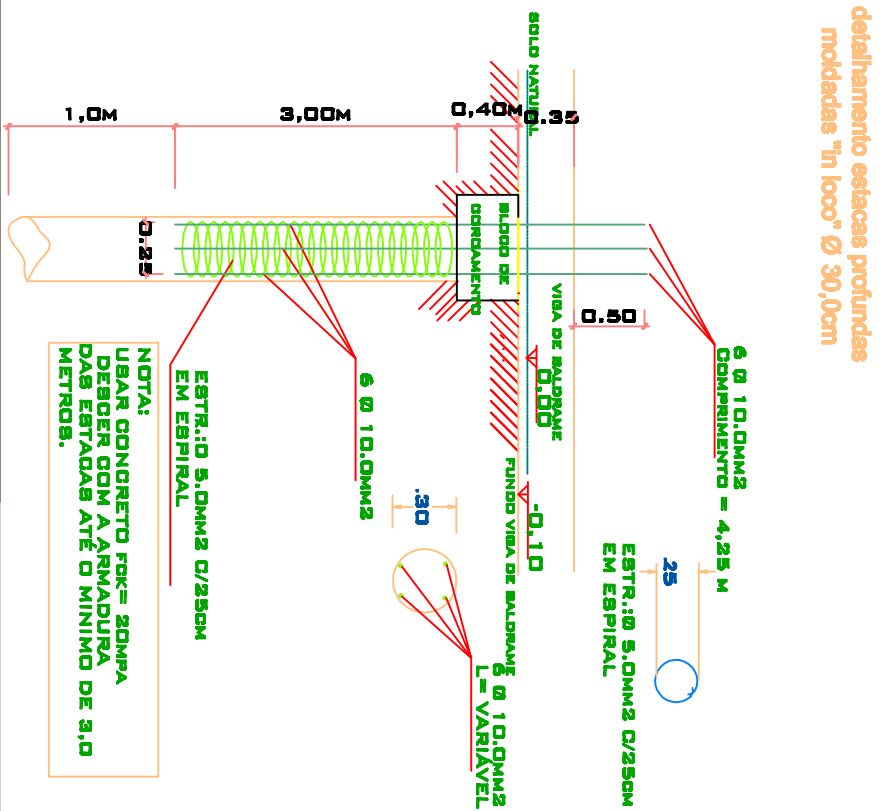 detalhamento estacas profundas
moldadas "in loco" Ø 30,0cm
SOLO NATURAL
1,0M
3,00M
0,40M
0.35
BLOCO DE
COROAMENTO
0.25
0.50
VIGA DE BALDRAME
0,00
6 Ø 10.0MM2
COMPRIMENTO = 4,25 M
ESTR.:Ø 5.0MM2 C/25CM
EM ESPIRAL
.25
-0,10
FUNDO VIGA DE BALDRAME
6 Ø 10.0MM2
L= VARIÁVEL
.30
6 Ø 10.0MM2
ESTR.:O 5.0MM2 C/25CM
EM ESPIRAL
NOTA:
USAR CONCRETO FCK= 20MPA
DESCER COM A ARMADURA
DAS ESTACAS ATÉ O MINIMO DE 3,0
METROS.